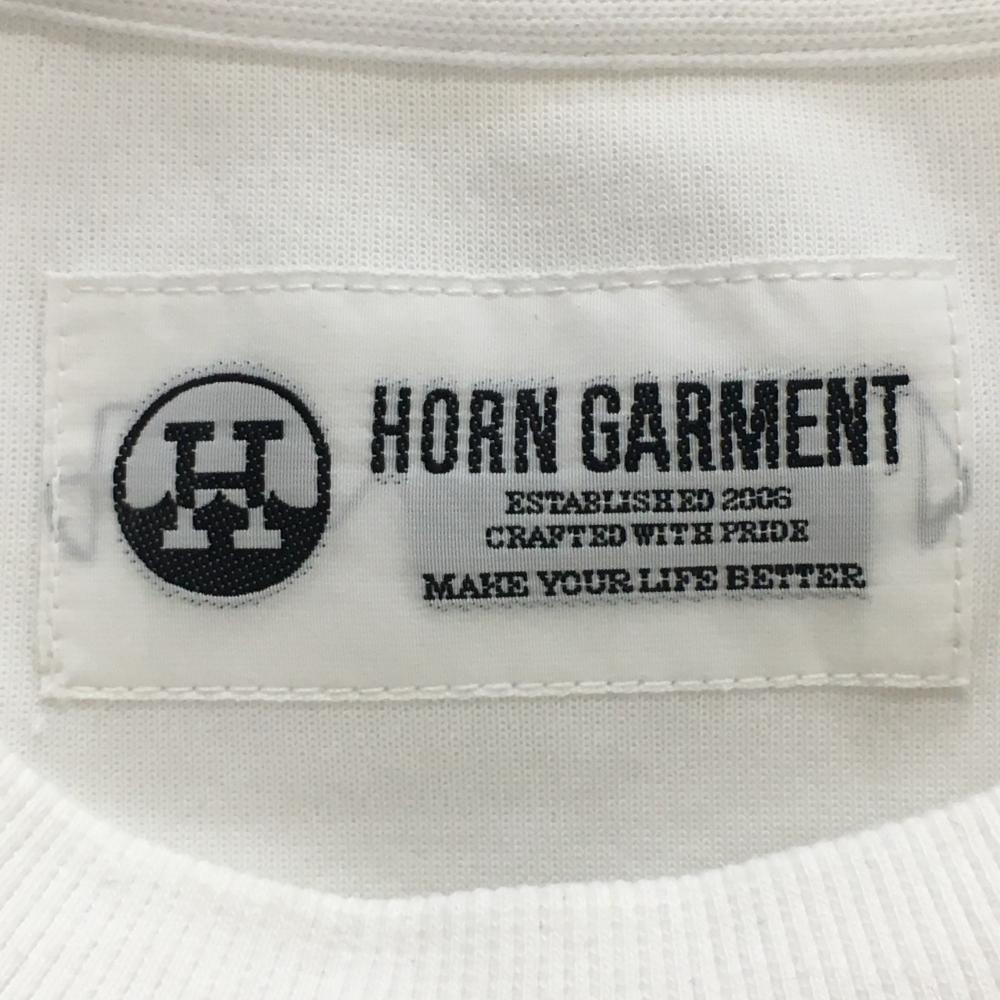 H
HORN GARMENT
ESTABLISHED 2006
CRAFTED WITH PRIDE
MAKE YOUR LIFE BETTER